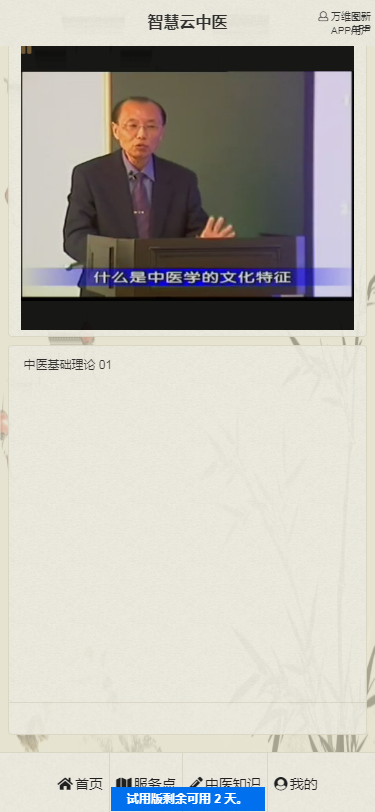 智慧云中医
万维图新
APP用户
什么是中医学的文化特征
中医基础理论 01
首页
服务点
中医知识
我的
试用版剩余可用 2 天。